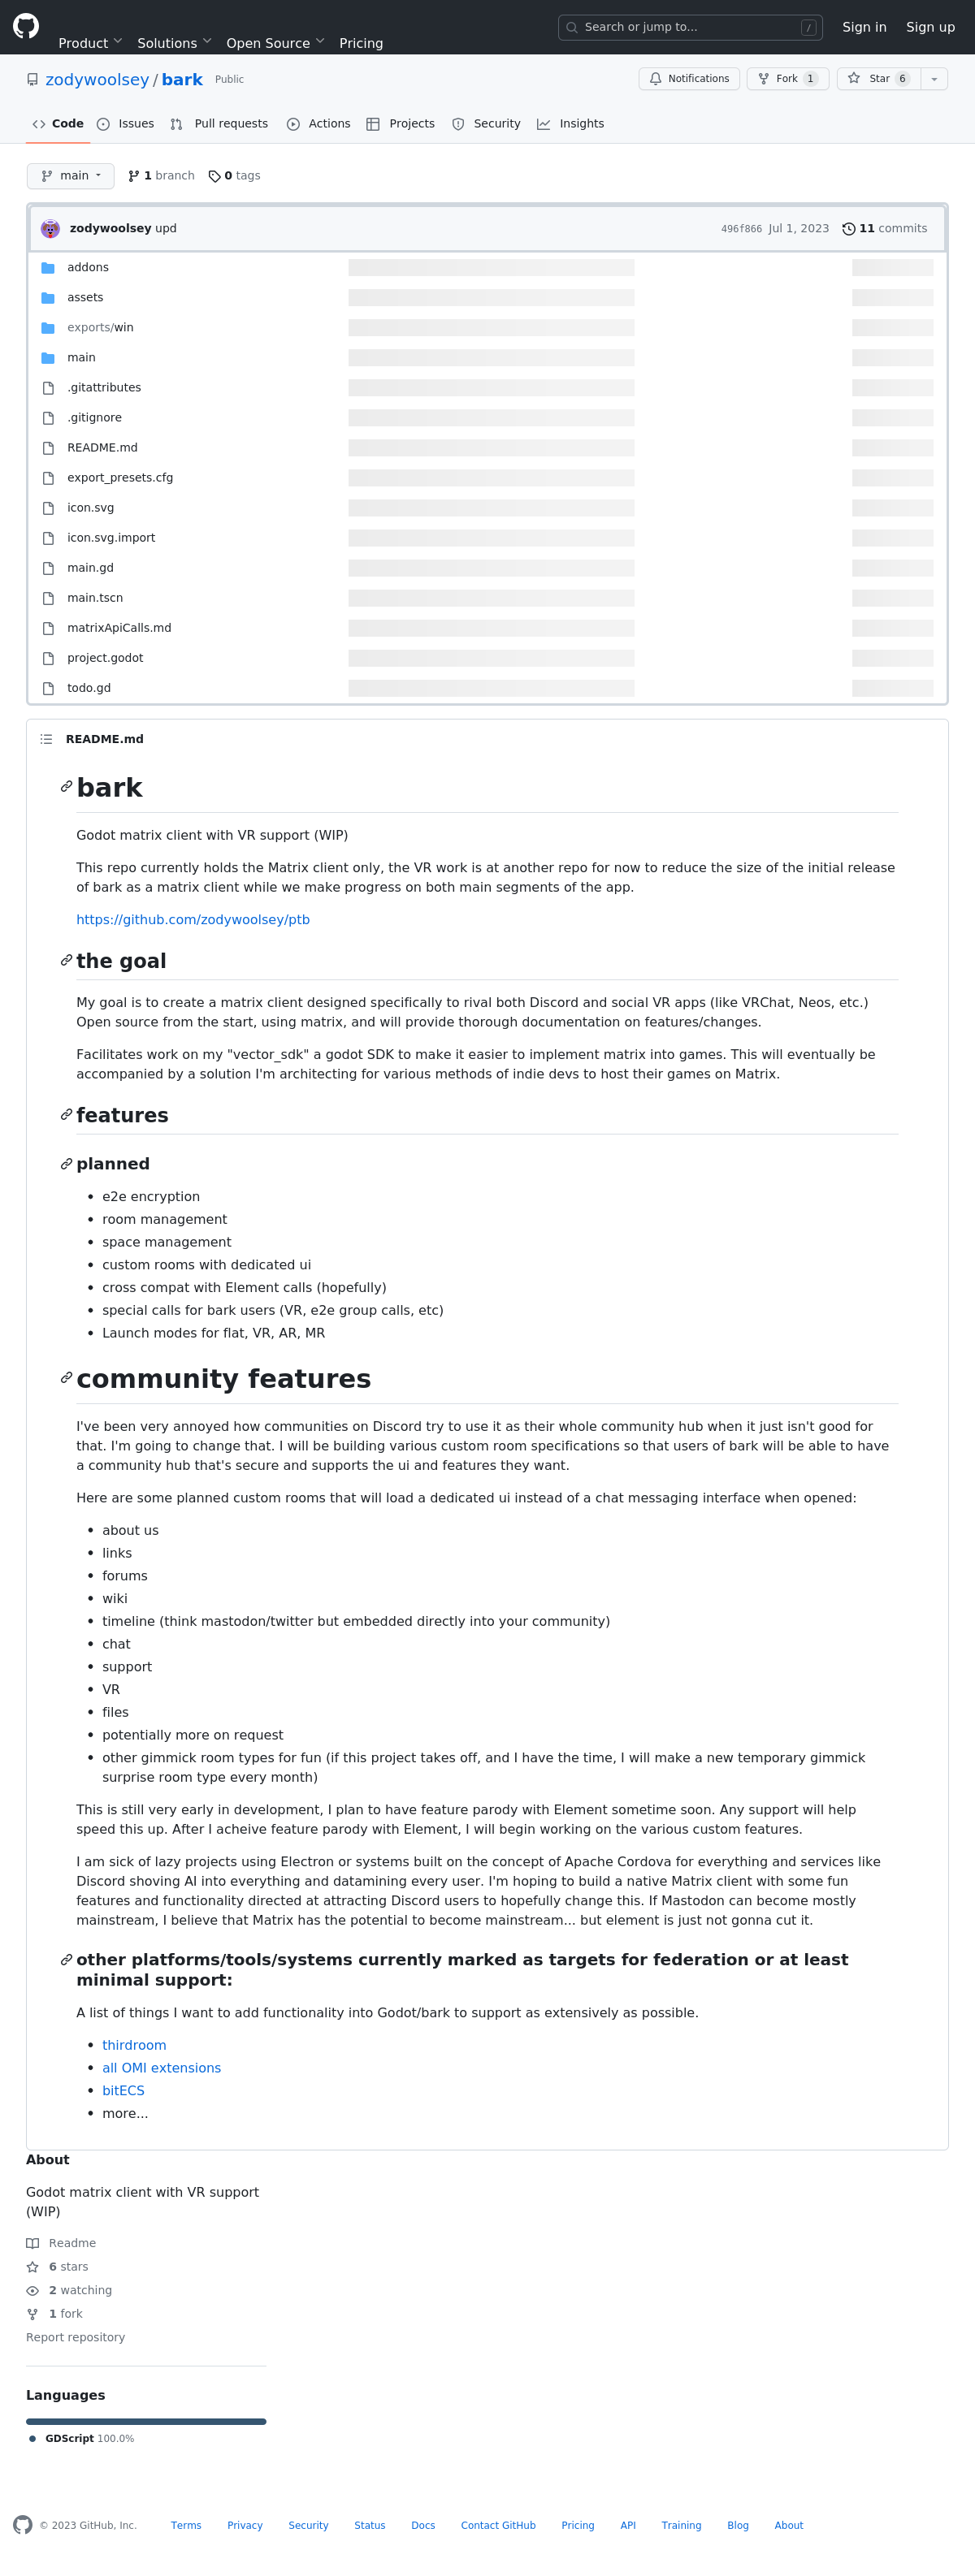 Product Solutions Open Source Pricing
Search or jump to... /
Sign in Sign up
zodywoolsey / bark Public
Notifications Fork 1 Star 6
Code Issues Pull requests Actions Projects Security Insights
main 1 branch 0 tags
zodywoolsey upd 496f866 Jul 1, 2023 11 commits
addons
assets
exports/win
main
.gitattributes
.gitignore
README.md
export_presets.cfg
icon.svg
icon.svg.import
main.gd
main.tscn
matrixApiCalls.md
project.godot
todo.gd
README.md
bark
Godot matrix client with VR support (WIP)
This repo currently holds the Matrix client only, the VR work is at another repo for now to reduce the size of the initial release
of bark as a matrix client while we make progress on both main segments of the app.
https://github.com/zodywoolsey/ptb
the goal
My goal is to create a matrix client designed specifically to rival both Discord and social VR apps (like VRChat, Neos, etc.)
Open source from the start, using matrix, and will provide thorough documentation on features/changes.
Facilitates work on my "vector_sdk" a godot SDK to make it easier to implement matrix into games. This will eventually be
accompanied by a solution I'm architecting for various methods of indie devs to host their games on Matrix.
features
planned
• e2e encryption
• room management
• space management
• custom rooms with dedicated ui
• cross compat with Element calls (hopefully)
• special calls for bark users (VR, e2e group calls, etc)
• Launch modes for flat, VR, AR, MR
community features
I've been very annoyed how communities on Discord try to use it as their whole community hub when it just isn't good for
that. I'm going to change that. I will be building various custom room specifications so that users of bark will be able to have
a community hub that's secure and supports the ui and features they want.
Here are some planned custom rooms that will load a dedicated ui instead of a chat messaging interface when opened:
• about us
• links
• forums
• wiki
• timeline (think mastodon/twitter but embedded directly into your community)
• chat
• support
• VR
• files
• potentially more on request
• other gimmick room types for fun (if this project takes off, and I have the time, I will make a new temporary gimmick
surprise room type every month)
This is still very early in development, I plan to have feature parody with Element sometime soon. Any support will help
speed this up. After I acheive feature parody with Element, I will begin working on the various custom features.
I am sick of lazy projects using Electron or systems built on the concept of Apache Cordova for everything and services like
Discord shoving AI into everything and datamining every user. I'm hoping to build a native Matrix client with some fun
features and functionality directed at attracting Discord users to hopefully change this. If Mastodon can become mostly
mainstream, I believe that Matrix has the potential to become mainstream... but element is just not gonna cut it.
other platforms/tools/systems currently marked as targets for federation or at least
minimal support:
A list of things I want to add functionality into Godot/bark to support as extensively as possible.
• thirdroom
• all OMI extensions
• bitECS
• more...
About
Godot matrix client with VR support
(WIP)
Readme
6 stars
2 watching
1 fork
Report repository
Languages
GDScript 100.0%
© 2023 GitHub, Inc. Terms Privacy Security Status Docs Contact GitHub Pricing API Training Blog About